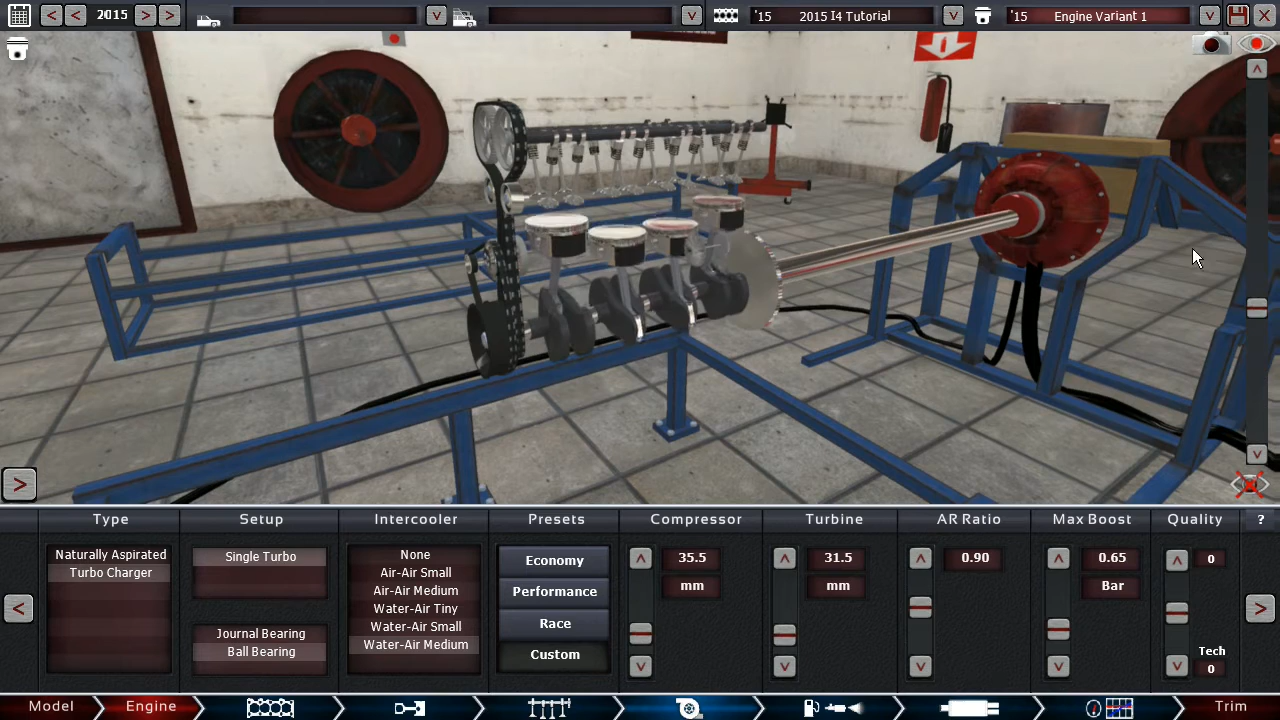 2015
'15 2015 I4 Tutorial
'15 Engine Variant 1
Type
Setup
Intercooler
Presets
Compressor
Turbine
AR Ratio
Max Boost
Quality
?
Naturally Aspirated
Turbo Charger
Single Turbo
Journal Bearing
Ball Bearing
None
Air-Air Small
Air-Air Medium
Water-Air Tiny
Water-Air Small
Water-Air Medium
Economy
Performance
Race
Custom
35.5
mm
31.5
mm
0.90
0.65
Bar
0
Tech
0
Model
Engine
Trim